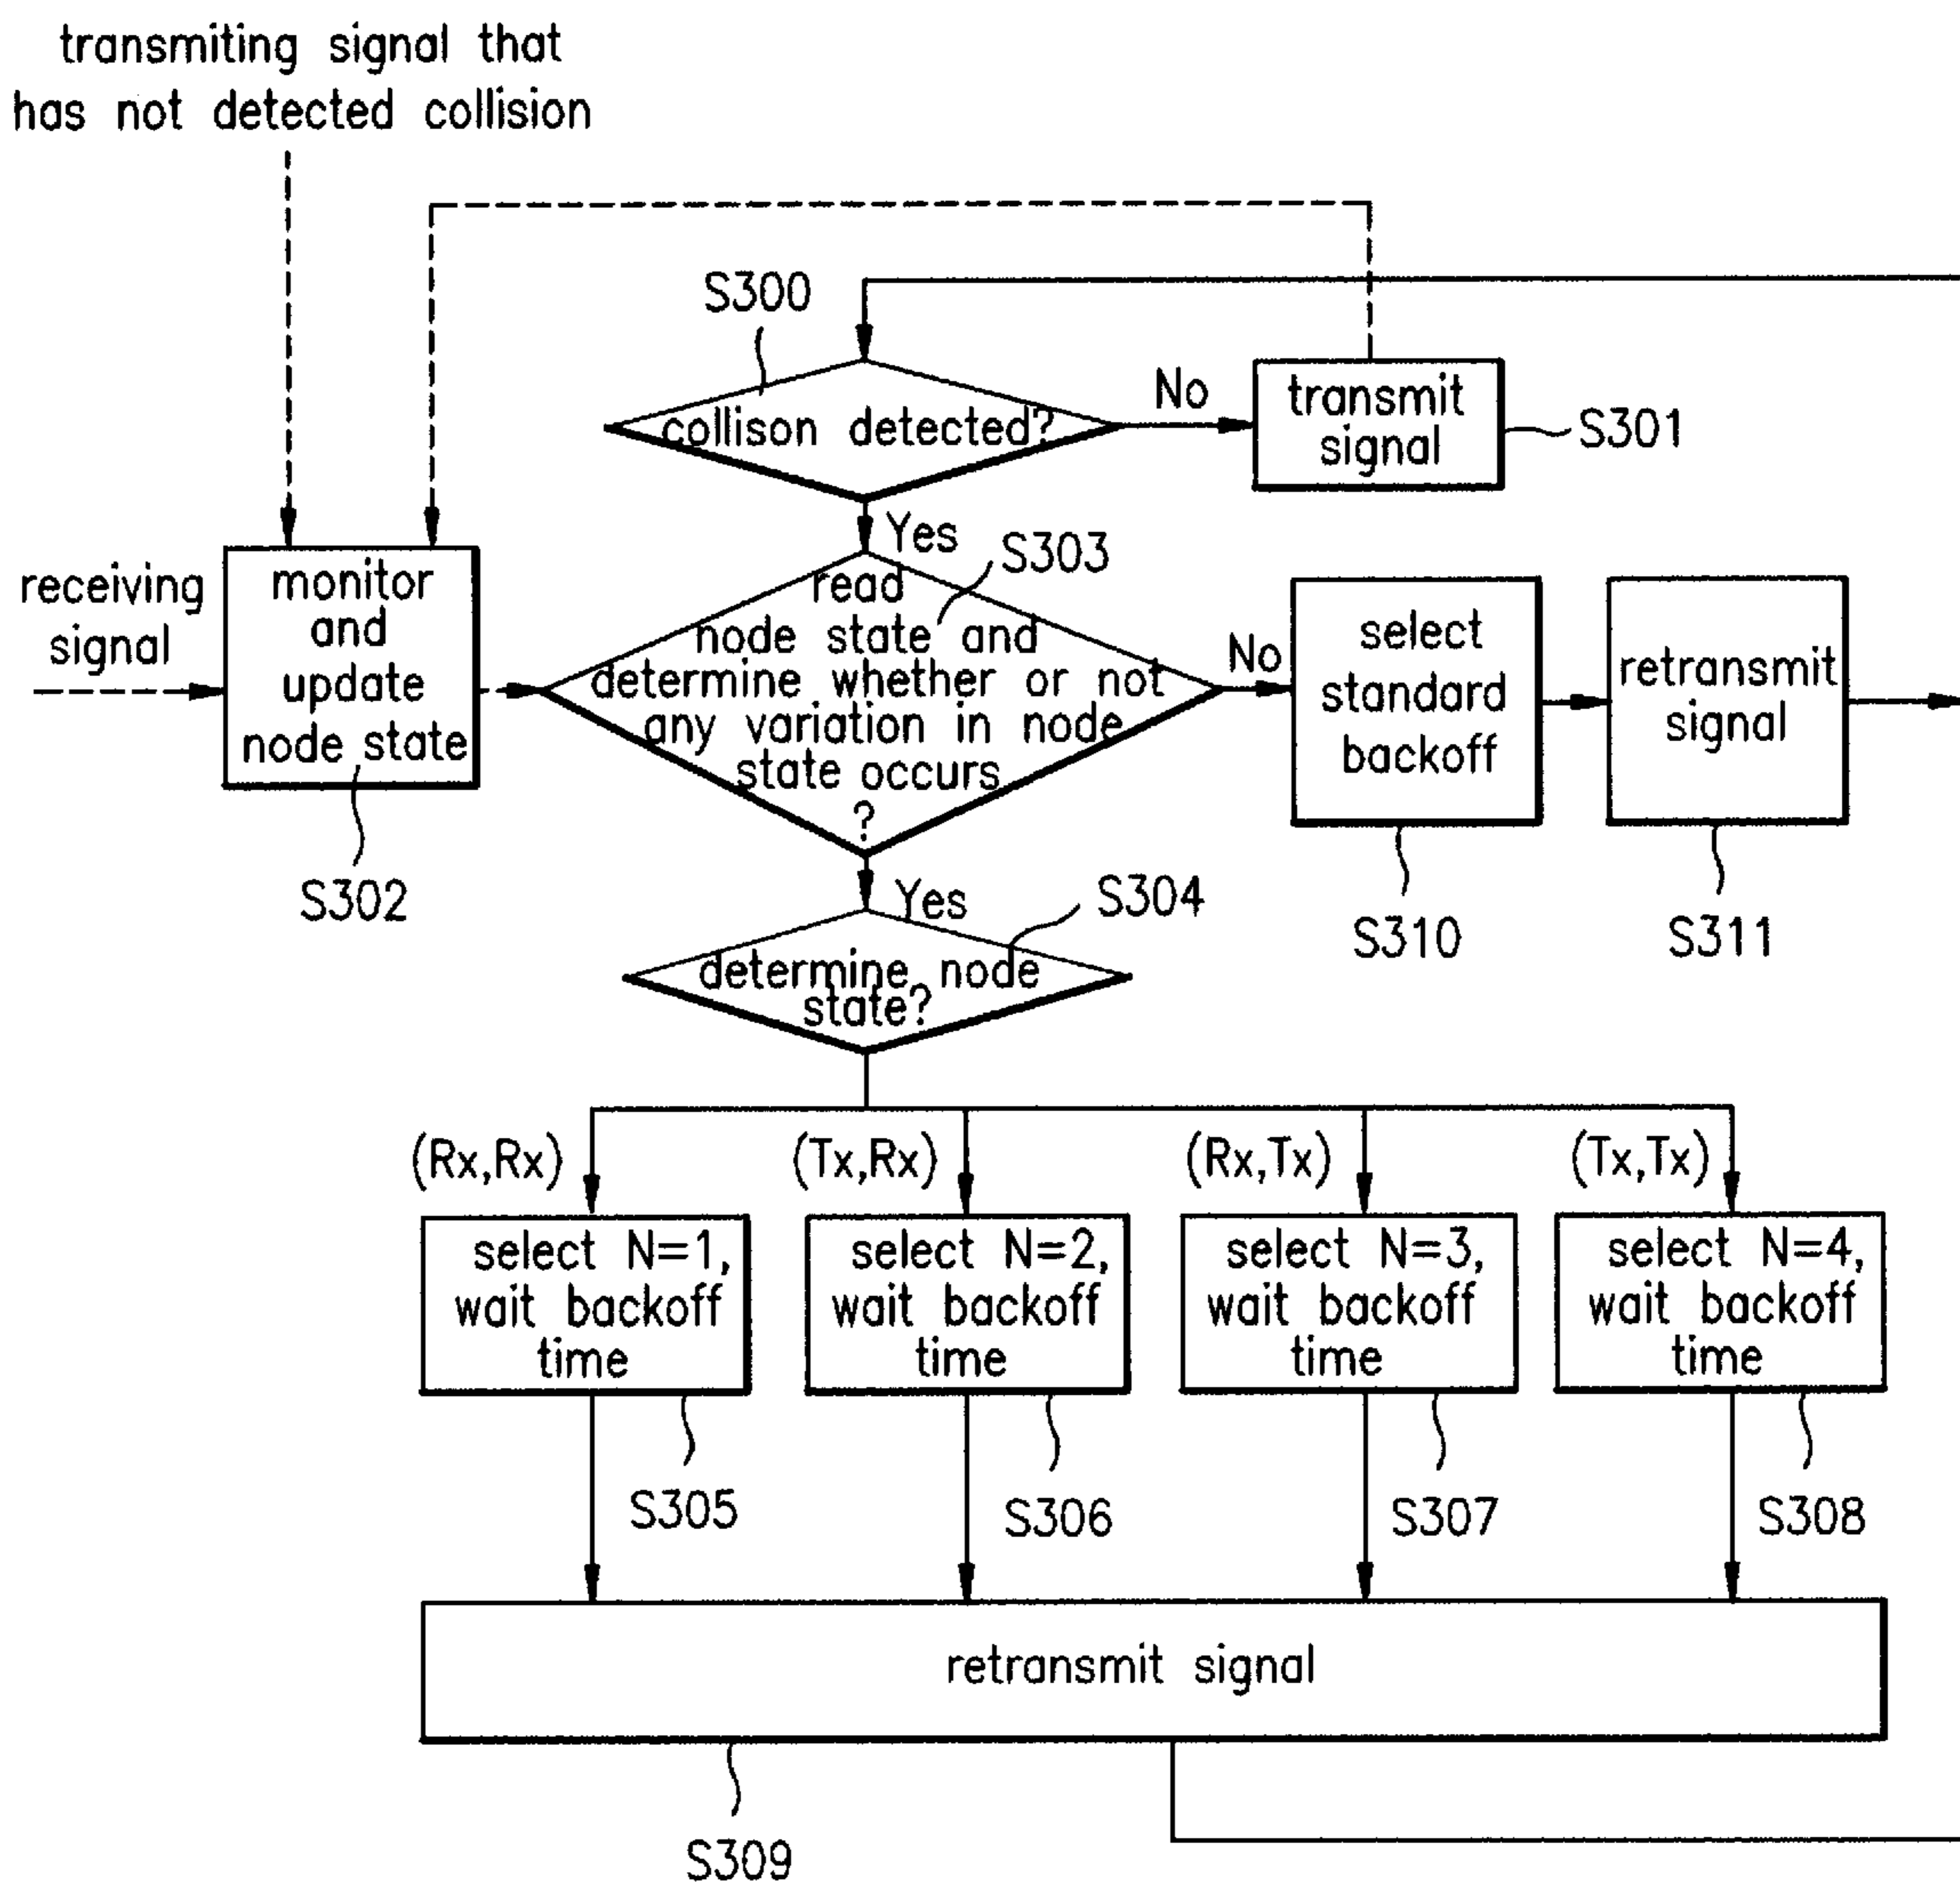 transmiting signal that
has not detected collision
S300
collison detected?
No
transmit
signal
S301
Yes
S303
receiving
signal
monitor
and
update
node state
S302
read
node state and
determine whether or not
any variation in node
state occurs
?
No
select
standard
backoff
S310
retransmit
signal
S311
Yes
S304
determine node
state?
(Rx,Rx)
(Tx,Rx)
(Rx,Tx)
(Tx,Tx)
select N=1,
wait backoff
time
S305
select N=2,
wait backoff
time
S306
select N=3,
wait backoff
time
S307
select N=4,
wait backoff
time
S308
retransmit signal
S309